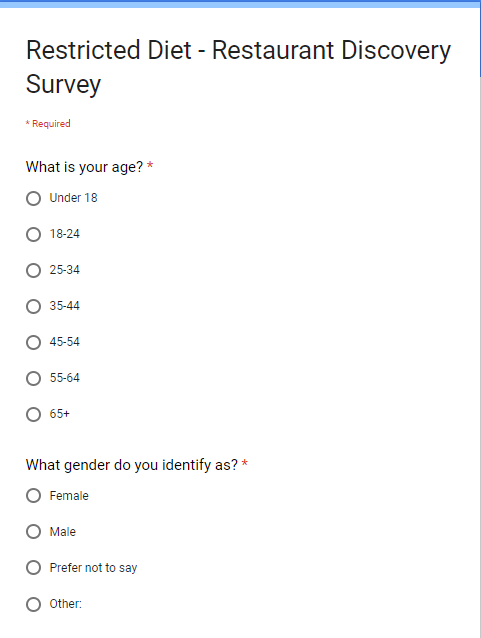 Restricted Diet - Restaurant Discovery
Survey
* Required
What is your age? *
Under 18
18-24
25-34
35-44
45-54
55-64
65+
What gender do you identify as? *
Female
Male
Prefer not to say
Other: